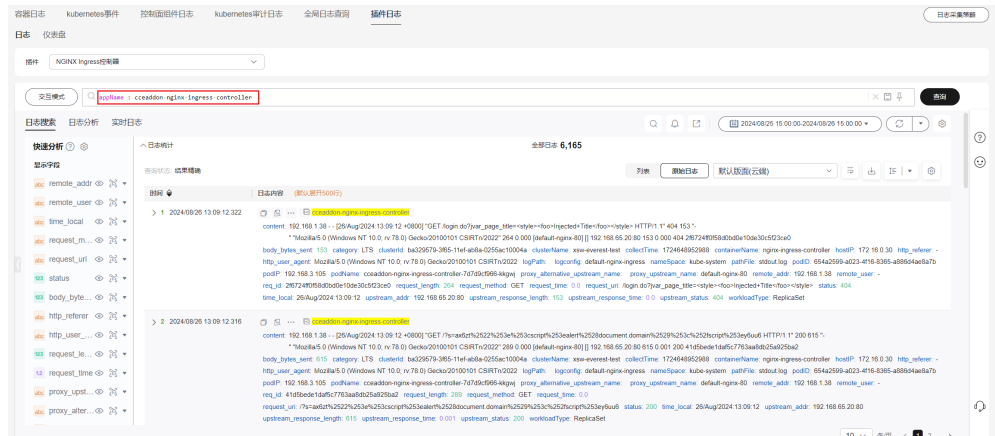 容器日志 kubernetes事件 控制面组件日志 kubernetes审计日志 全局日志查询 插件日志 日志采集策略
日志 仪表盘
插件 NGINX Ingress控制器
交互模式 appName : cceaddon-nginx-ingress-controller 查询
日志搜索 日志分析 实时日志 2024/08/25 15:00:00-2024/08/26 15:00:00
快速分析 日志统计 全部日志 6,165
显示字段 查询状态: 结果精确 列表 原始日志 默认版面(云端)
abc remote_addr 时间 日志内容 (默认展开500行)
abc remote_user
abc time_local
abc request_m...
abc request_uri
123 status
123 body_byte...
abc http_referer
abc http_user_...
123 request_le...
1.2 request_time
abc proxy_upst...
abc proxy_alter...
1 2024/08/26 13:09:12.322 cceaddon-nginx-ingress-controller
content: 192.168.1.38 - - [26/Aug/2024:13:09:12 +0800] "GET /login.do?jvar_page_title=<style><foo>Injected+Title</foo></style> HTTP/1.1" 404 153 "-
" "Mozilla/5.0 (Windows NT 10.0; rv:78.0) Gecko/20100101 CSIRTn/2022" 264 0.000 [default-nginx-80] [] 192.168.65.20:80 153 0.000 404 2f6724ff0f58d0bd0e10de30c5f23ce0
body_bytes_sent: 153 category: LTS clusterId: ba329579-3f65-11ef-ab8a-0255ac10004a clusterName: xsw-everest-test collectTime: 1724648952988 containerName: nginx-ingress-controller hostIP: 172.16.0.30 http_referer: -
http_user_agent: Mozilla/5.0 (Windows NT 10.0; rv:78.0) Gecko/20100101 CSIRTn/2022 logPath: logconfig: default-nginx-ingress nameSpace: kube-system pathFile: stdout.log podID: 654a2599-a023-4f16-8365-a886d4ae8a7b
podIP: 192.168.3.105 podName: cceaddon-nginx-ingress-controller-7d7d9cf966-kkgwj proxy_alternative_upstream_name: proxy_upstream_name: default-nginx-80 remote_addr: 192.168.1.38 remote_user: -
req_id: 2f6724ff0f58d0bd0e10de30c5f23ce0 request_length: 264 request_method: GET request_time: 0.0 request_uri: /login.do?jvar_page_title=<style><foo>Injected+Title</foo></style> status: 404
time_local: 26/Aug/2024:13:09:12 upstream_addr: 192.168.65.20:80 upstream_response_length: 153 upstream_response_time: 0.0 upstream_status: 404 workloadType: ReplicaSet
2 2024/08/26 13:09:12.316 cceaddon-nginx-ingress-controller
content: 192.168.1.38 - - [26/Aug/2024:13:09:12 +0800] "GET /?s=ax6zt%2522%253e%253cscript%253ealert%2528document.domain%2529%253c%252fscript%253ey6uu6 HTTP/1.1" 200 615 "-
" "Mozilla/5.0 (Windows NT 10.0; rv:78.0) Gecko/20100101 CSIRTn/2022" 289 0.000 [default-nginx-80] [] 192.168.65.20:80 615 0.001 200 41d5bede1daf5c7763aa8db25a925ba2
body_bytes_sent: 615 category: LTS clusterId: ba329579-3f65-11ef-ab8a-0255ac10004a clusterName: xsw-everest-test collectTime: 1724648952988 containerName: nginx-ingress-controller hostIP: 172.16.0.30 http_referer: -
http_user_agent: Mozilla/5.0 (Windows NT 10.0; rv:78.0) Gecko/20100101 CSIRTn/2022 logPath: logconfig: default-nginx-ingress nameSpace: kube-system pathFile: stdout.log podID: 654a2599-a023-4f16-8365-a886d4ae8a7b
podIP: 192.168.3.105 podName: cceaddon-nginx-ingress-controller-7d7d9cf966-kkgwj proxy_alternative_upstream_name: proxy_upstream_name: default-nginx-80 remote_addr: 192.168.1.38 remote_user: -
req_id: 41d5bede1daf5c7763aa8db25a925ba2 request_length: 289 request_method: GET request_time: 0.0
request_uri: /?s=ax6zt%2522%253e%253cscript%253ealert%2528document.domain%2529%253c%252fscript%253ey6uu6 status: 200 time_local: 26/Aug/2024:13:09:12 upstream_addr: 192.168.65.20:80
upstream_response_length: 615 upstream_response_time: 0.001 upstream_status: 200 workloadType: ReplicaSet